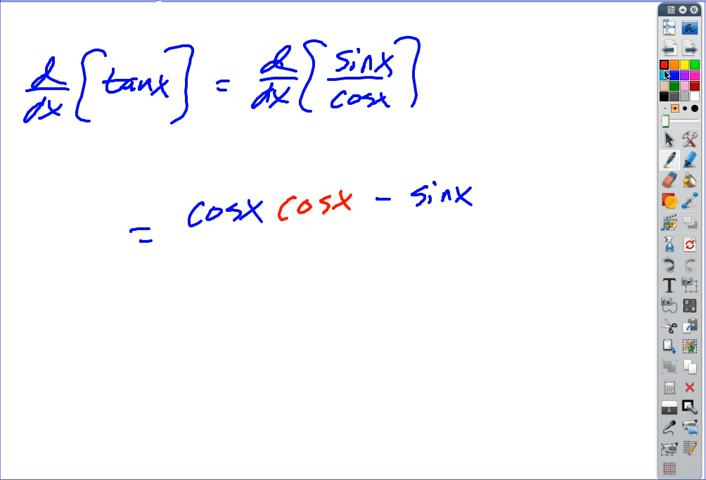 d/dx [tanx] = d/dx [sinx/cosx]
= cosx cosx - sinx